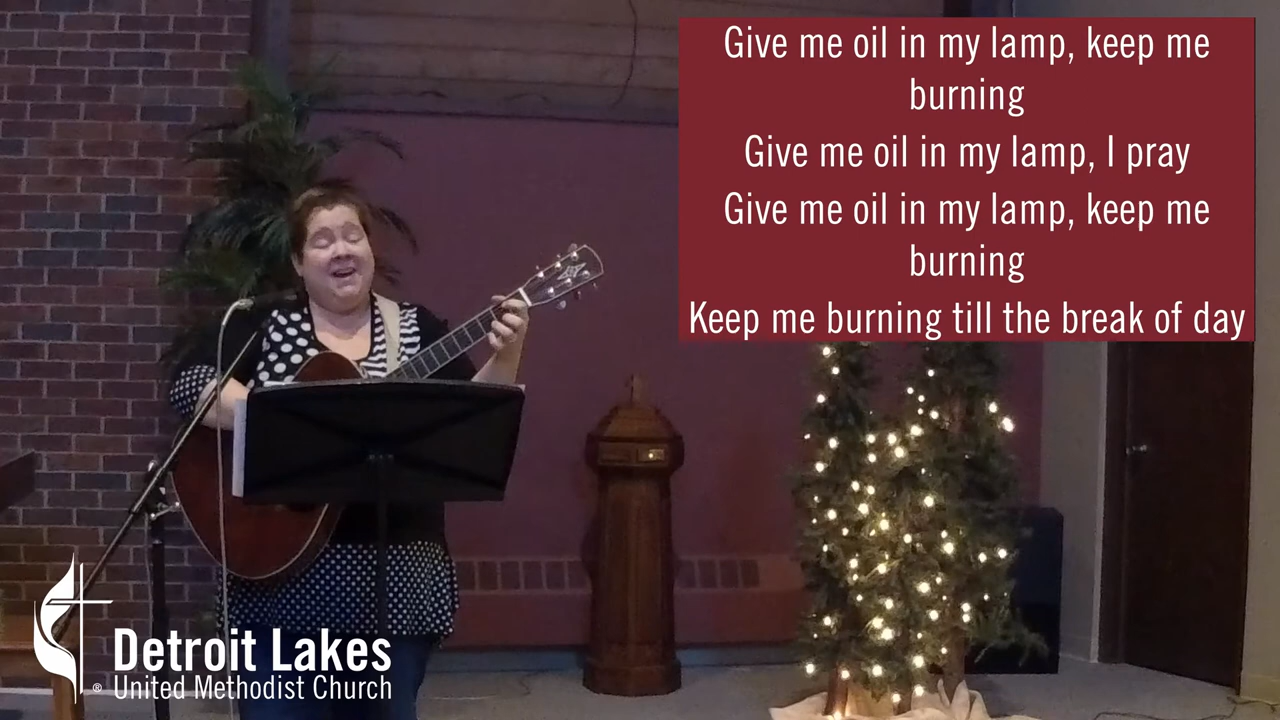 Give me oil in my lamp, keep me
burning
Give me oil in my lamp, I pray
Give me oil in my lamp, keep me
burning
Keep me burning till the break of day
Detroit Lakes
® United Methodist Church